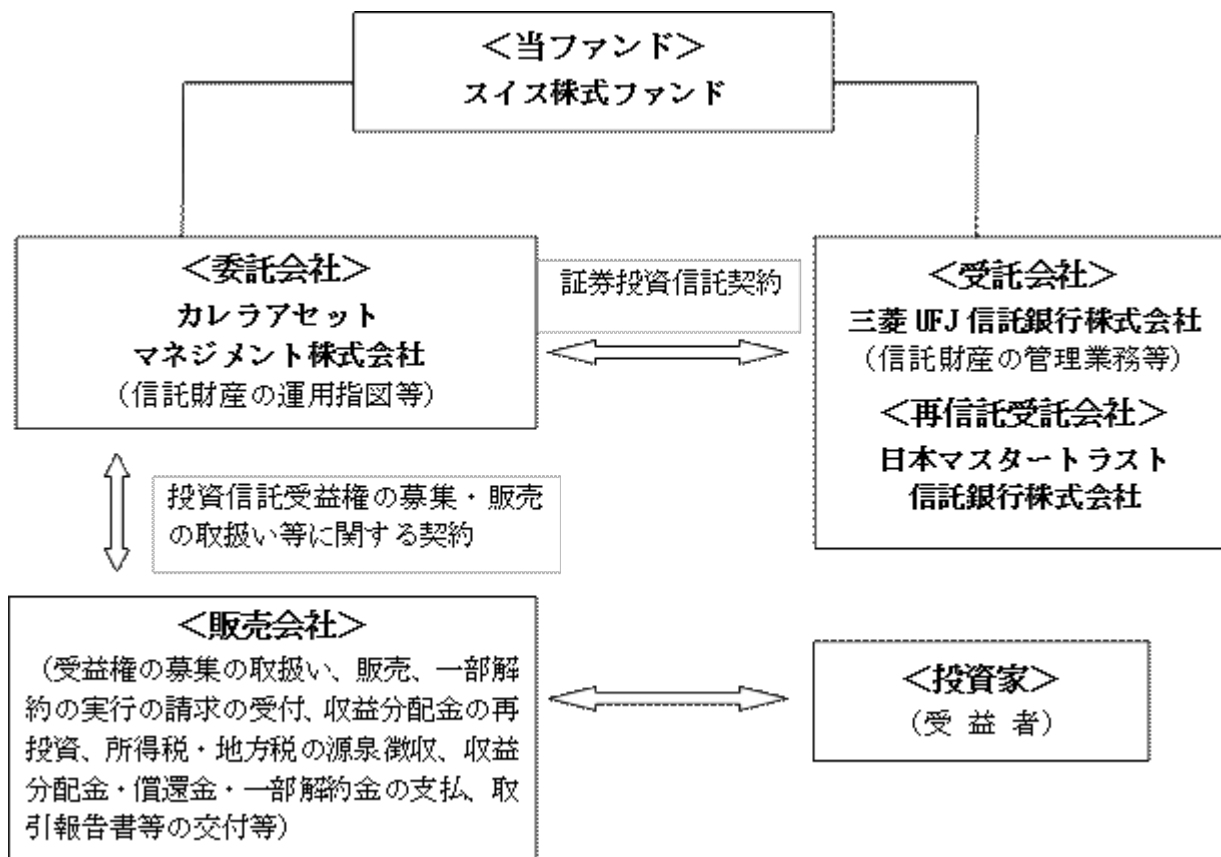 ＜当ファンド＞
スイス株式ファンド
＜委託会社＞
カレラアセット
マネジメント株式会社
（信託財産の運用指図等）
証券投資信託契約
＜受託会社＞
三菱UFJ信託銀行株式会社
（信託財産の管理業務等）
＜再信託受託会社＞
日本マスタートラスト
信託銀行株式会社
投資信託受益権の募集・販売
の取扱い等に関する契約
＜販売会社＞
（受益権の募集の取扱い、販売、一部解
約の実行の請求の受付、収益分配金の再
投資、所得税・地方税の源泉徴収、収益
分配金・償還金・一部解約金の支払、取
引報告書等の交付等）
＜投資家＞
（受 益 者）